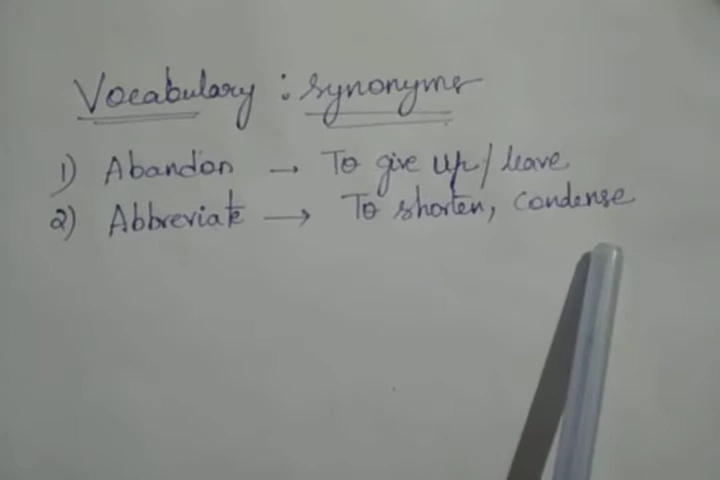 Vocabulary : Synonyms
1) Abandon → To give up / leave
2) Abbreviate → To shorten, condense